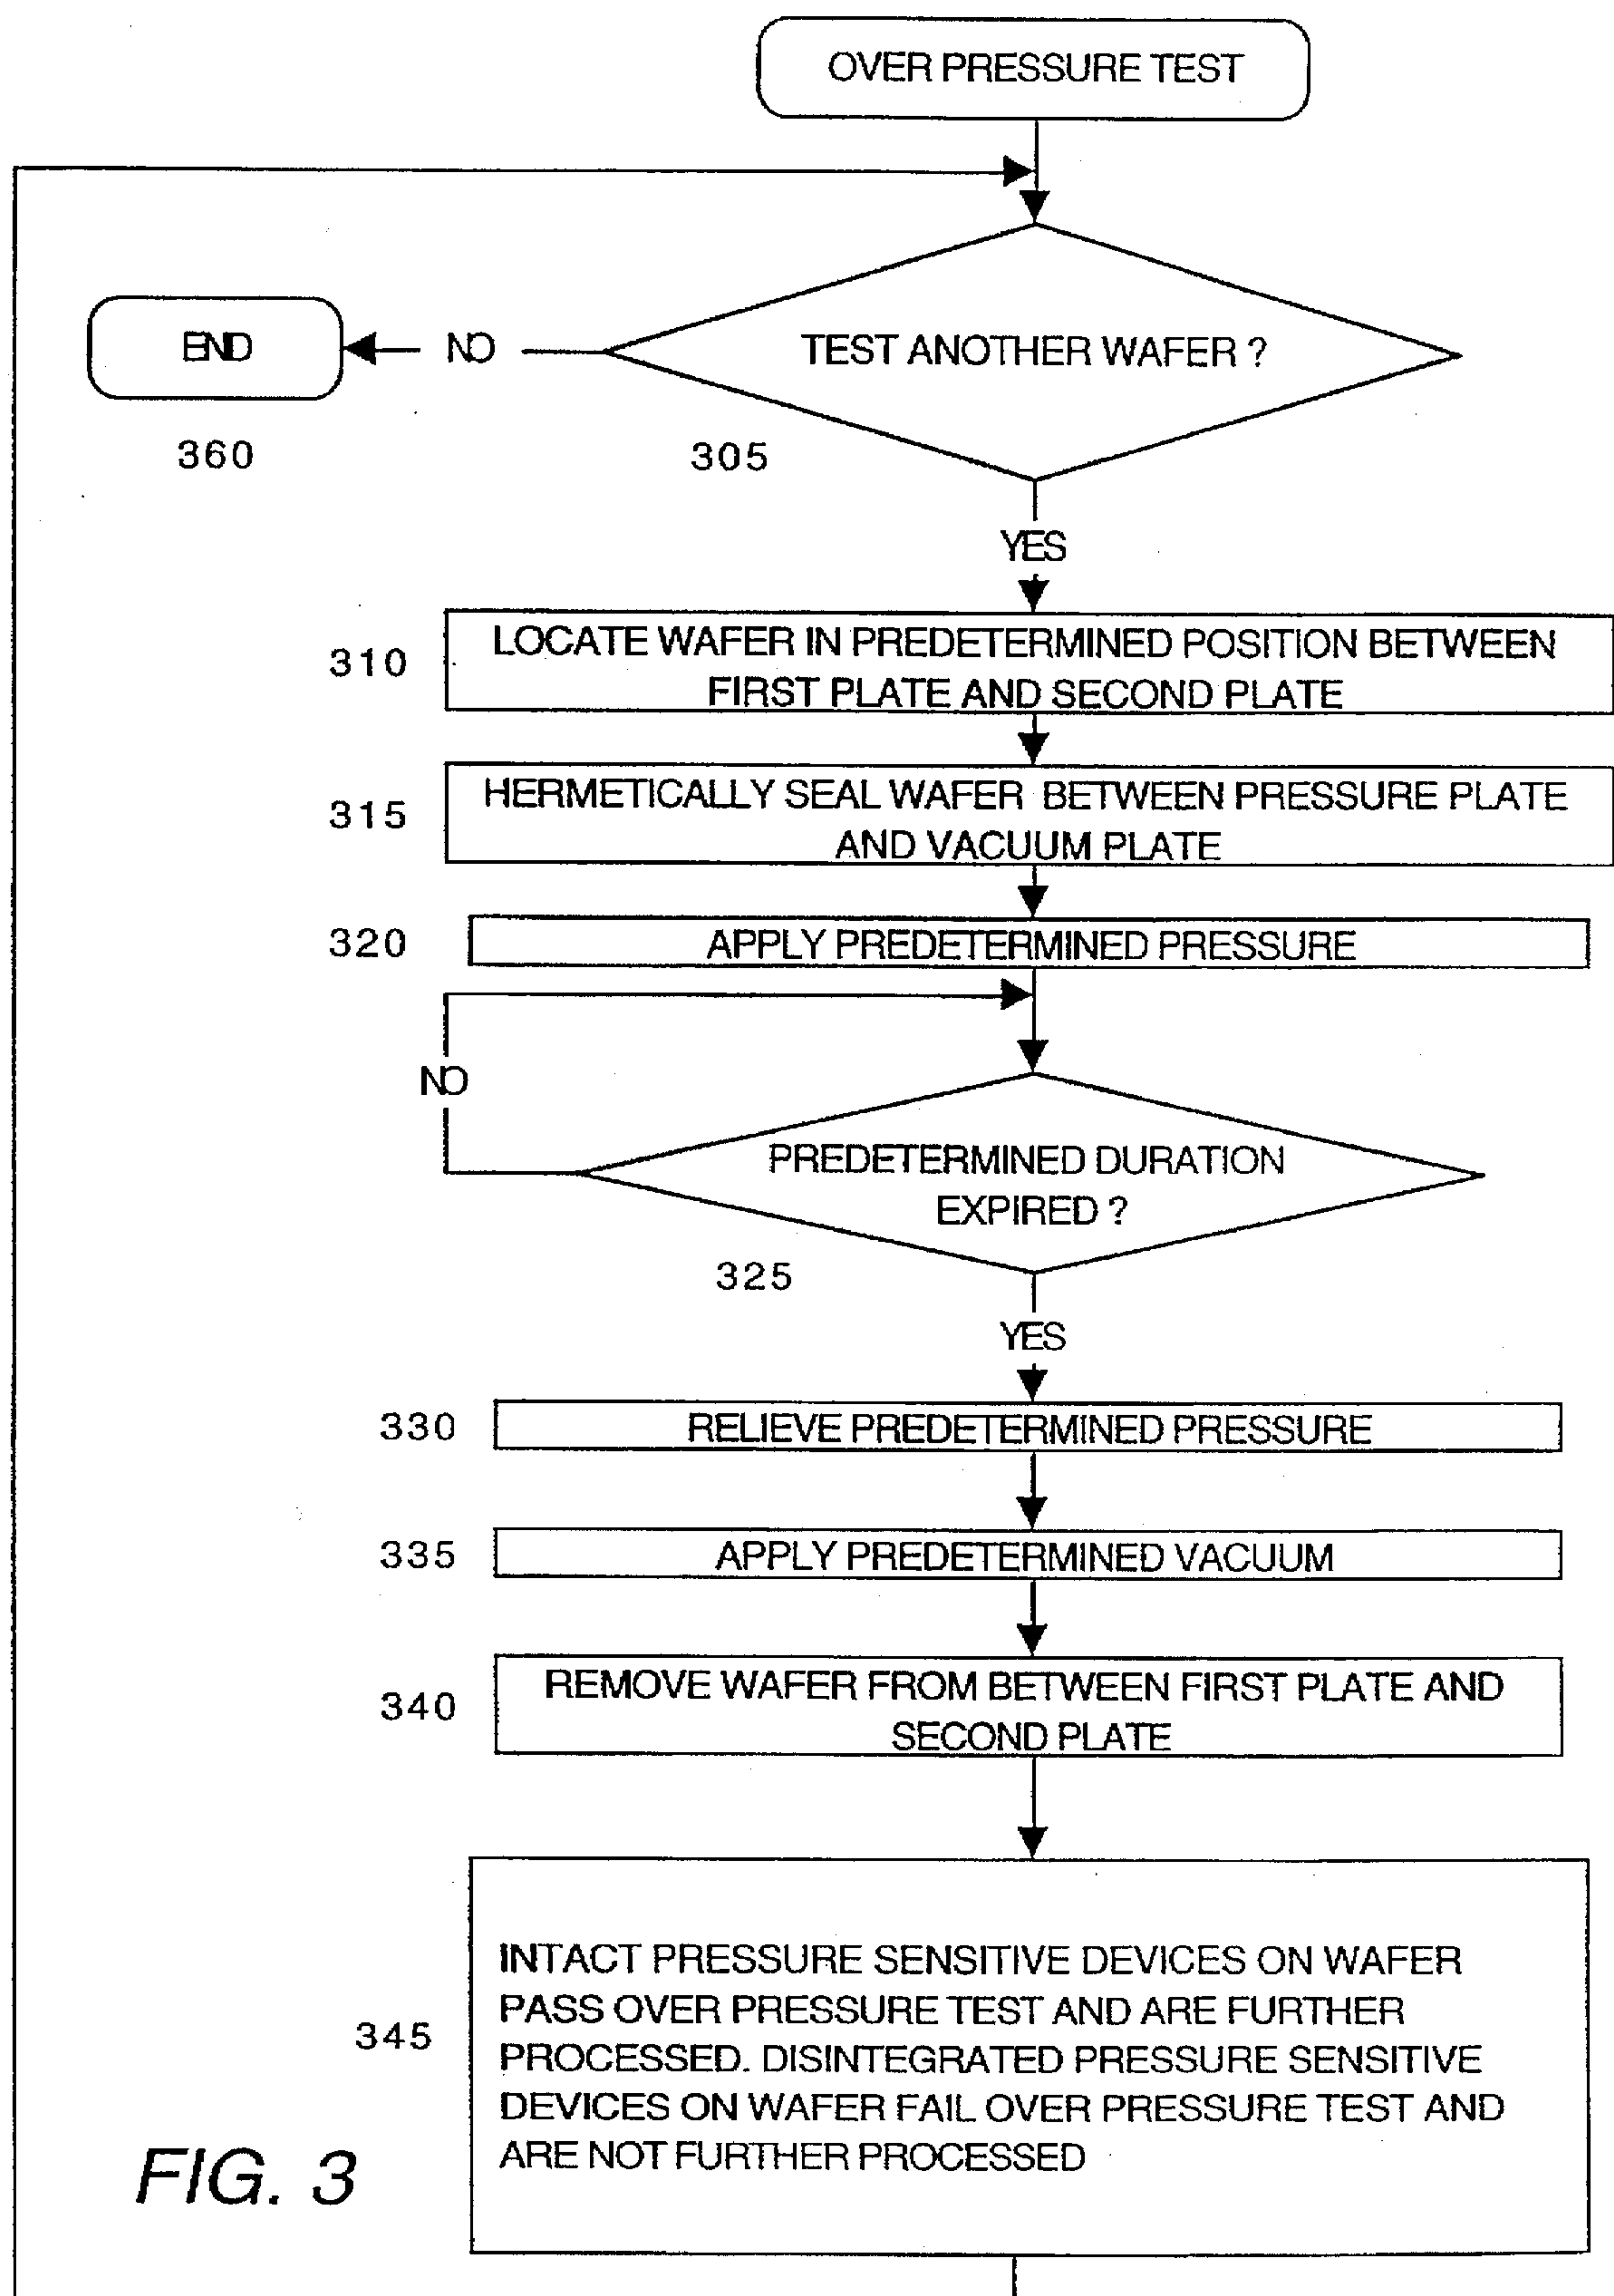 OVER PRESSURE TEST
TEST ANOTHER WAFER ?
NO
END
360
305
YES
310
LOCATE WAFER IN PREDETERMINED POSITION BETWEEN
FIRST PLATE AND SECOND PLATE
315
HERMETICALLY SEAL WAFER BETWEEN PRESSURE PLATE
AND VACUUM PLATE
320
APPLY PREDETERMINED PRESSURE
NO
PREDETERMINED DURATION
EXPIRED ?
325
YES
330
RELIEVE PREDETERMINED PRESSURE
335
APPLY PREDETERMINED VACUUM
340
REMOVE WAFER FROM BETWEEN FIRST PLATE AND
SECOND PLATE
345
INTACT PRESSURE SENSITIVE DEVICES ON WAFER
PASS OVER PRESSURE TEST AND ARE FURTHER
PROCESSED. DISINTEGRATED PRESSURE SENSITIVE
DEVICES ON WAFER FAIL OVER PRESSURE TEST AND
ARE NOT FURTHER PROCESSED
FIG. 3